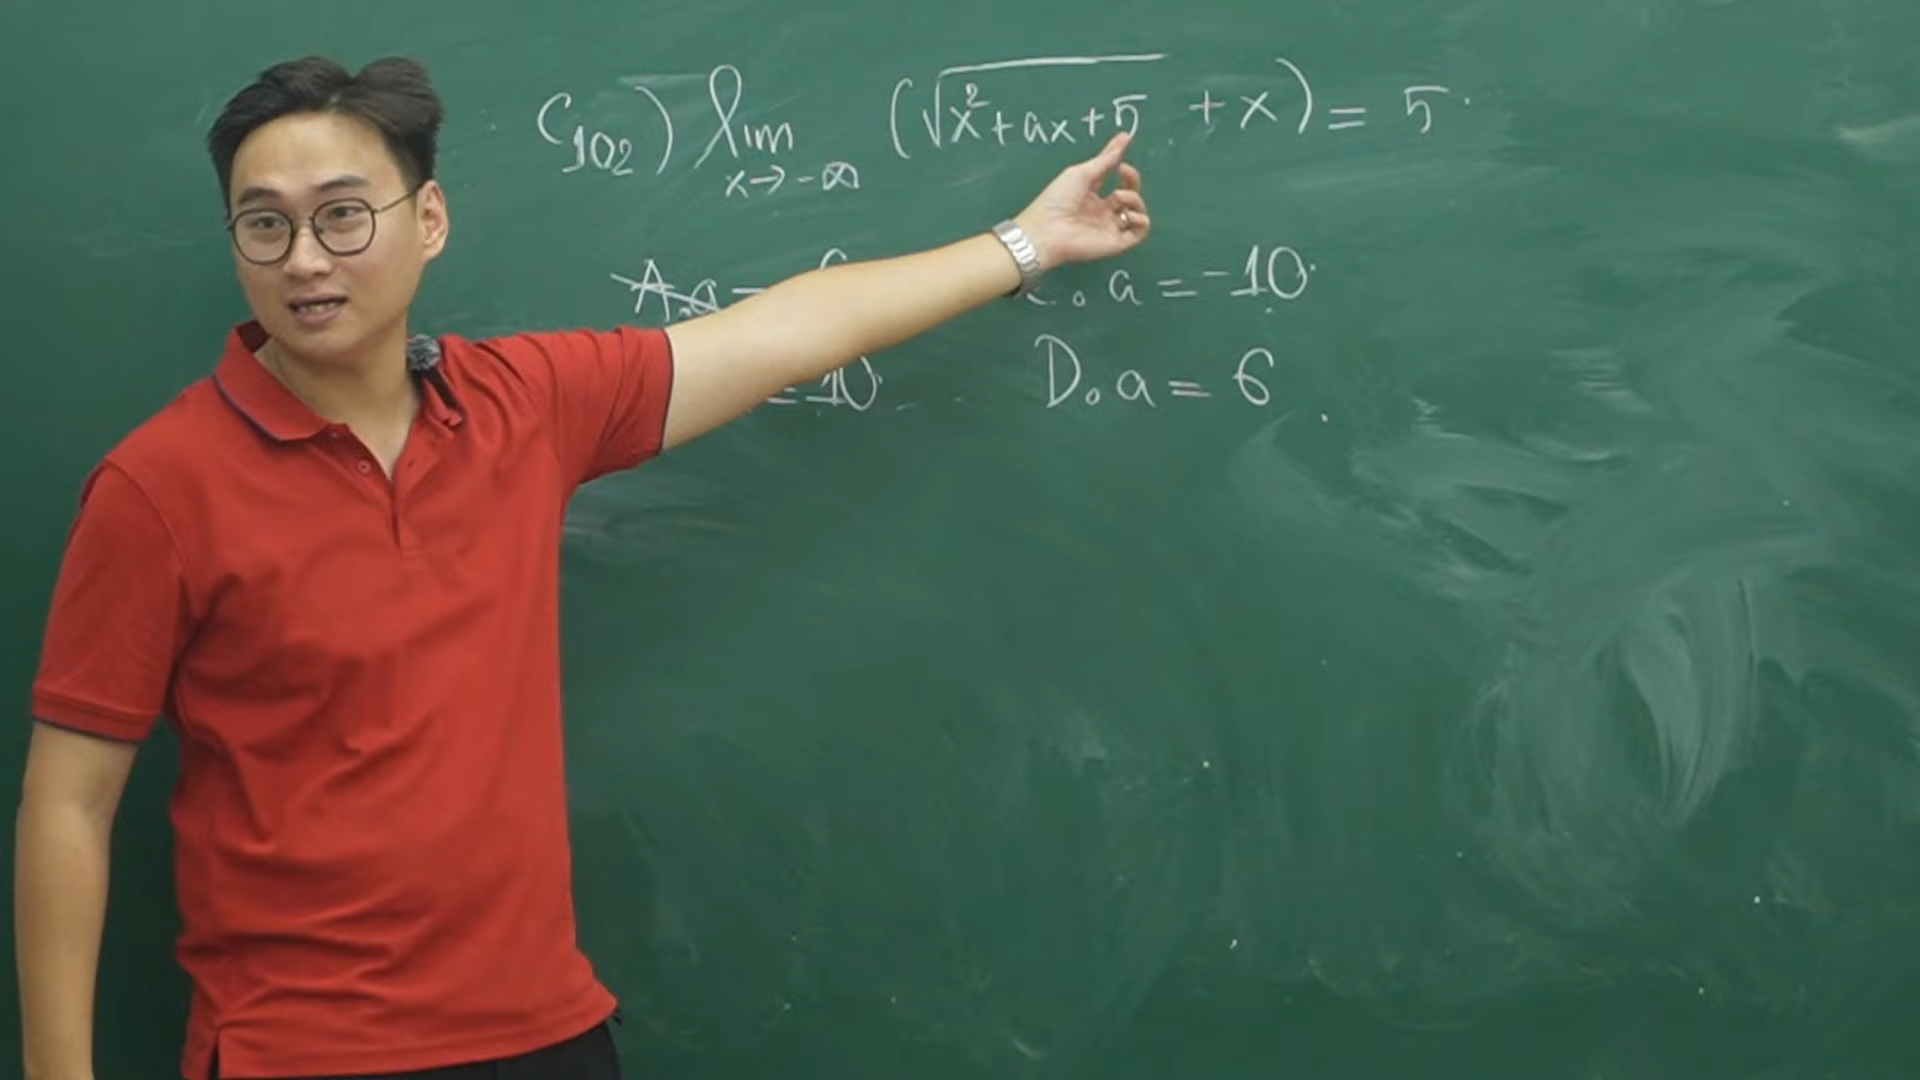 C102) lim (√x²+ax+5 + x) = 5
x→-∞
A. a = . a = -10
= 10 D. a = 6